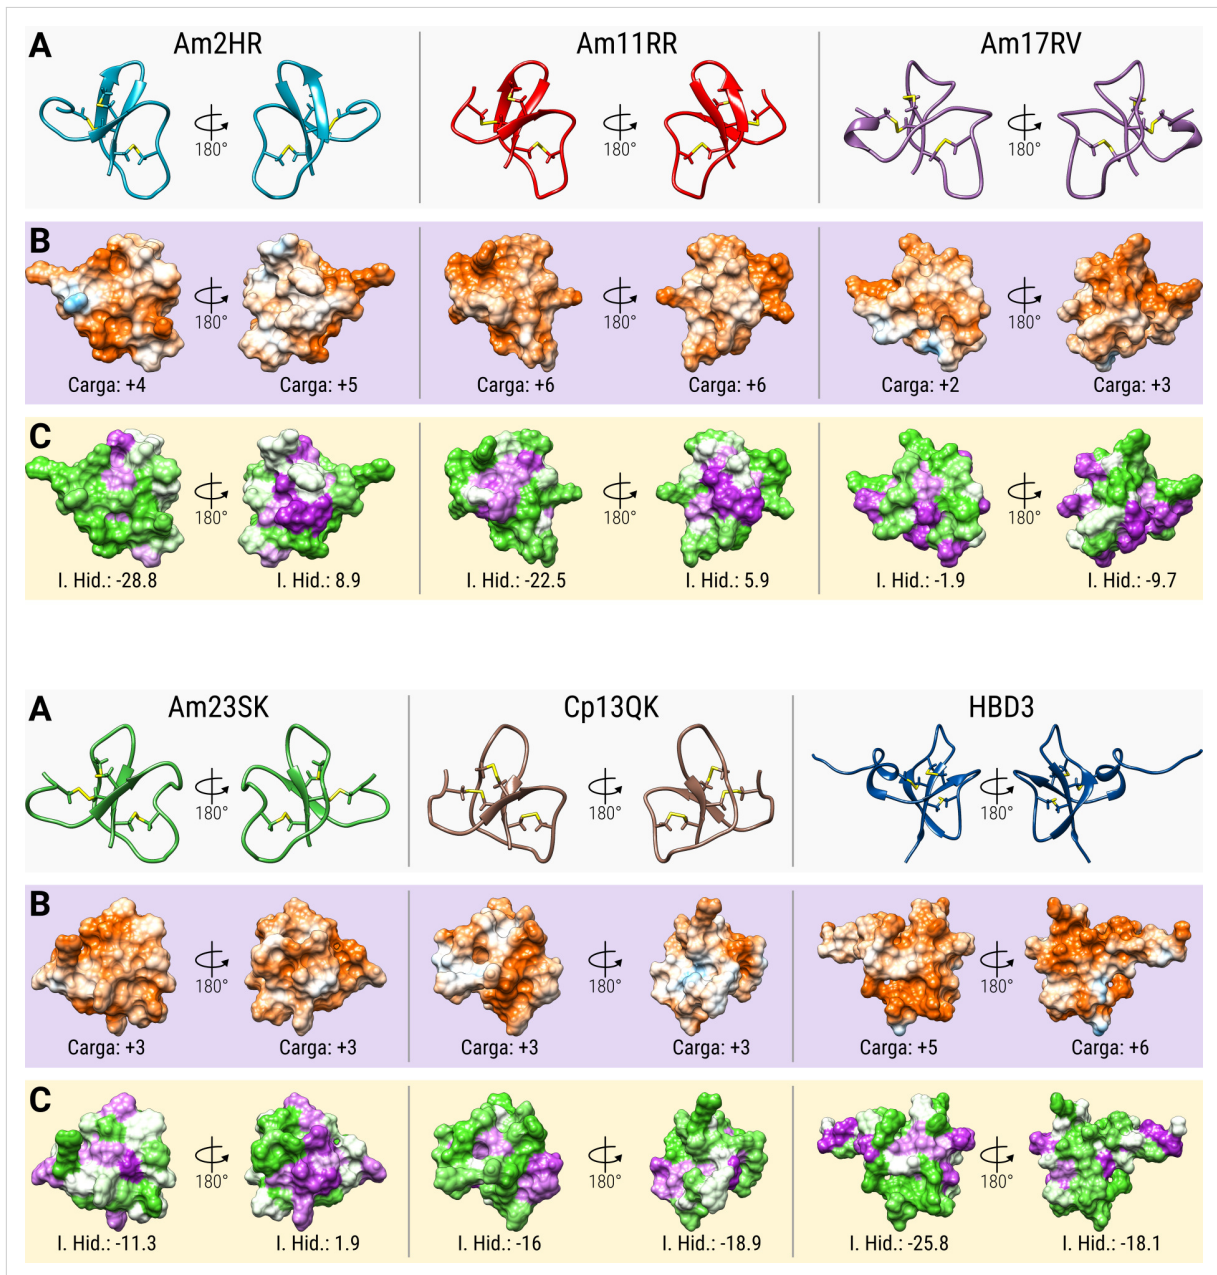 A
Am2HR
Am11RR
Am17RV
180°
180°
180°
B
180°
180°
180°
Carga: +4
Carga: +5
Carga: +6
Carga: +6
Carga: +2
Carga: +3
C
180°
180°
180°
I. Hid.: -28.8
I. Hid.: 8.9
I. Hid.: -22.5
I. Hid.: 5.9
I. Hid.: -1.9
I. Hid.: -9.7
A
Am23SK
Cp13QK
HBD3
180°
180°
180°
B
180°
180°
180°
Carga: +3
Carga: +3
Carga: +3
Carga: +3
Carga: +5
Carga: +6
C
180°
180°
180°
I. Hid.: -11.3
I. Hid.: 1.9
I. Hid.: -16
I. Hid.: -18.9
I. Hid.: -25.8
I. Hid.: -18.1